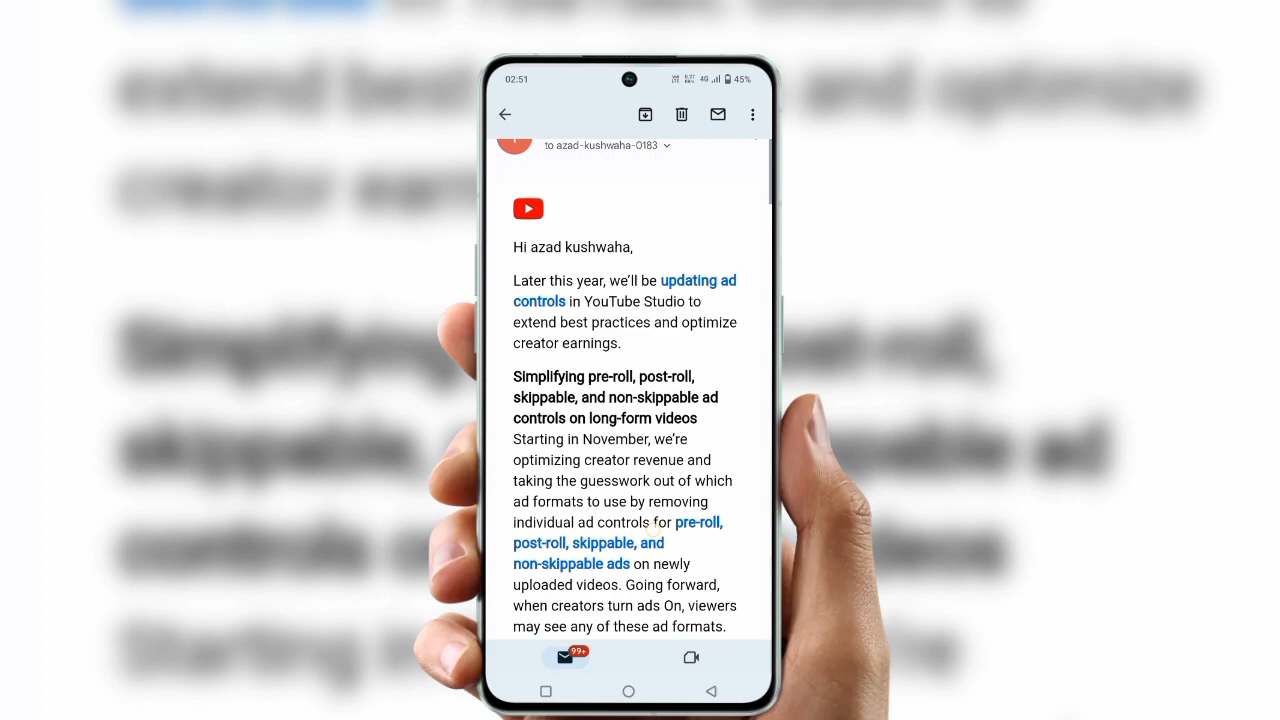 02:51
4G
45%
to azad-kushwaha-0183
Hi azad kushwaha,
Later this year, we'll be updating ad
controls in YouTube Studio to
extend best practices and optimize
creator earnings.
Simplifying pre-roll, post-roll,
skippable, and non-skippable ad
controls on long-form videos
Starting in November, we're
optimizing creator revenue and
taking the guesswork out of which
ad formats to use by removing
individual ad controls for pre-roll,
post-roll, skippable, and
non-skippable ads on newly
uploaded videos. Going forward,
when creators turn ads On, viewers
may see any of these ad formats.
99+